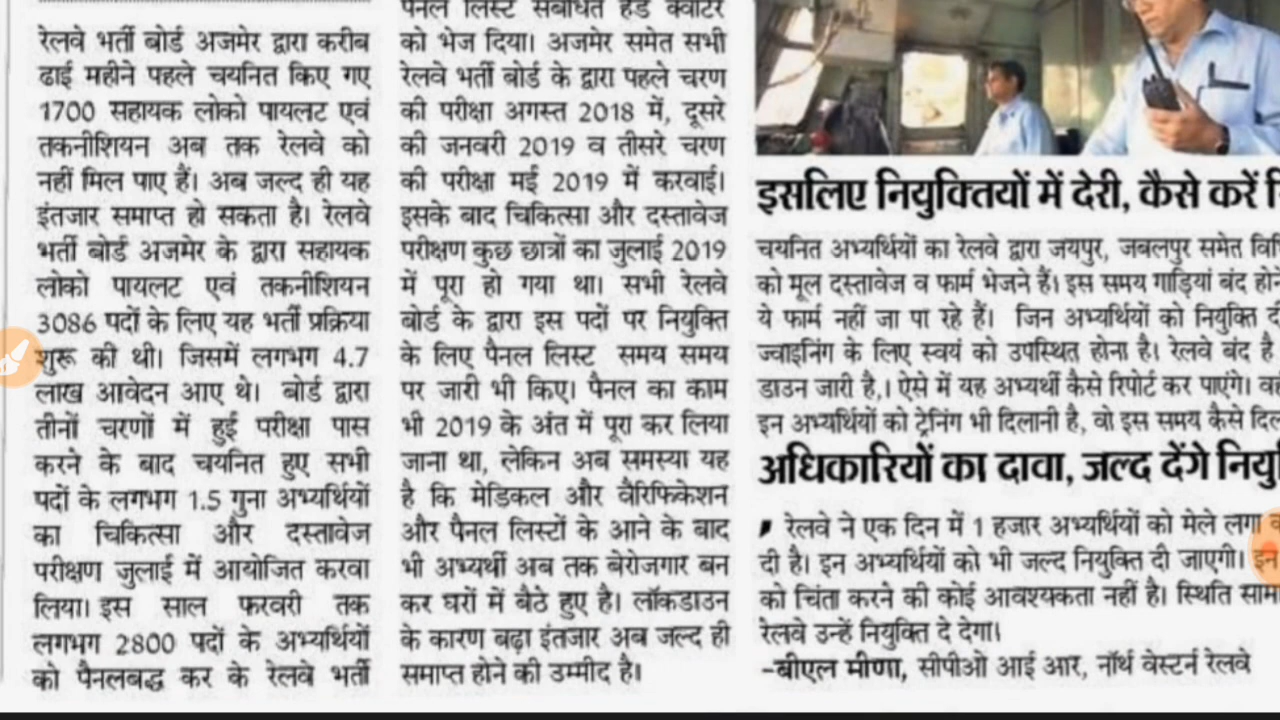 रेलवे भर्ती बोर्ड अजमेर द्वारा करीब
ढाई महीने पहले चयनित किए गए
1700 सहायक लोको पायलट एवं
तकनीशियन अब तक रेलवे को
नहीं मिल पाए हैं। अब जल्द ही यह
इंतजार समाप्त हो सकता है। रेलवे
भर्ती बोर्ड अजमेर के द्वारा सहायक
लोको पायलट एवं तकनीशियन
3086 पदों के लिए यह भर्ती प्रक्रिया
शुरू की थी। जिसमें लगभग 4.7
लाख आवेदन आए थे। बोर्ड द्वारा
तीनों चरणों में हुई परीक्षा पास
करने के बाद चयनित हुए सभी
पदों के लगभग 1.5 गुना अभ्यर्थियों
का चिकित्सा और दस्तावेज
परीक्षण जुलाई में आयोजित करवा
लिया। इस साल फरवरी तक
लगभग 2800 पदों के अभ्यर्थियों
को पैनलबद्ध कर के रेलवे भर्ती
पैनल लिस्ट संबंधित हैड क्वार्टर
को भेज दिया। अजमेर समेत सभी
रेलवे भर्ती बोर्ड के द्वारा पहले चरण
की परीक्षा अगस्त 2018 में, दूसरे
की जनवरी 2019 व तीसरे चरण
की परीक्षा मई 2019 में करवाई।
इसके बाद चिकित्सा और दस्तावेज
परीक्षण कुछ छात्रों का जुलाई 2019
में पूरा हो गया था। सभी रेलवे
बोर्ड के द्वारा इस पदों पर नियुक्ति
के लिए पैनल लिस्ट समय समय
पर जारी भी किए। पैनल का काम
भी 2019 के अंत में पूरा कर लिया
जाना था, लेकिन अब समस्या यह
है कि मेडिकल और वैरिफिकेशन
और पैनल लिस्टों के आने के बाद
भी अभ्यर्थी अब तक बेरोजगार बन
कर घरों में बैठे हुए है। लॉकडाउन
के कारण बढ़ा इंतजार अब जल्द ही
समाप्त होने की उम्मीद है।
इसलिए नियुक्तियों में देरी, कैसे करें
चयनित अभ्यर्थियों का रेलवे द्वारा जयपुर, जबलपुर समेत
को मूल दस्तावेज व फार्म भेजने हैं। इस समय गाड़ियां बंद
ये फार्म नहीं जा पा रहे हैं। जिन अभ्यर्थियों को नियुक्ति
ज्वाइनिंग के लिए स्वयं को उपस्थित होना है। रेलवे बंद है
डाउन जारी है,। ऐसे में यह अभ्यर्थी कैसे रिपोर्ट कर पाएंगे।
इन अभ्यर्थियों को ट्रेनिंग भी दिलानी है, वो इस समय कैसे
अधिकारियों का दावा, जल्द देंगे
रेलवे ने एक दिन में 1 हजार अभ्यर्थियों को मेले लगा
दी है। इन अभ्यर्थियों को भी जल्द नियुक्ति दी जाएगी। इन
को चिंता करने की कोई आवश्यकता नहीं है। स्थिति
रेलवे उन्हें नियुक्ति दे देगा।
-बीएल मीणा, सीपीओ आई आर, नॉर्थ वेस्टर्न रेलवे